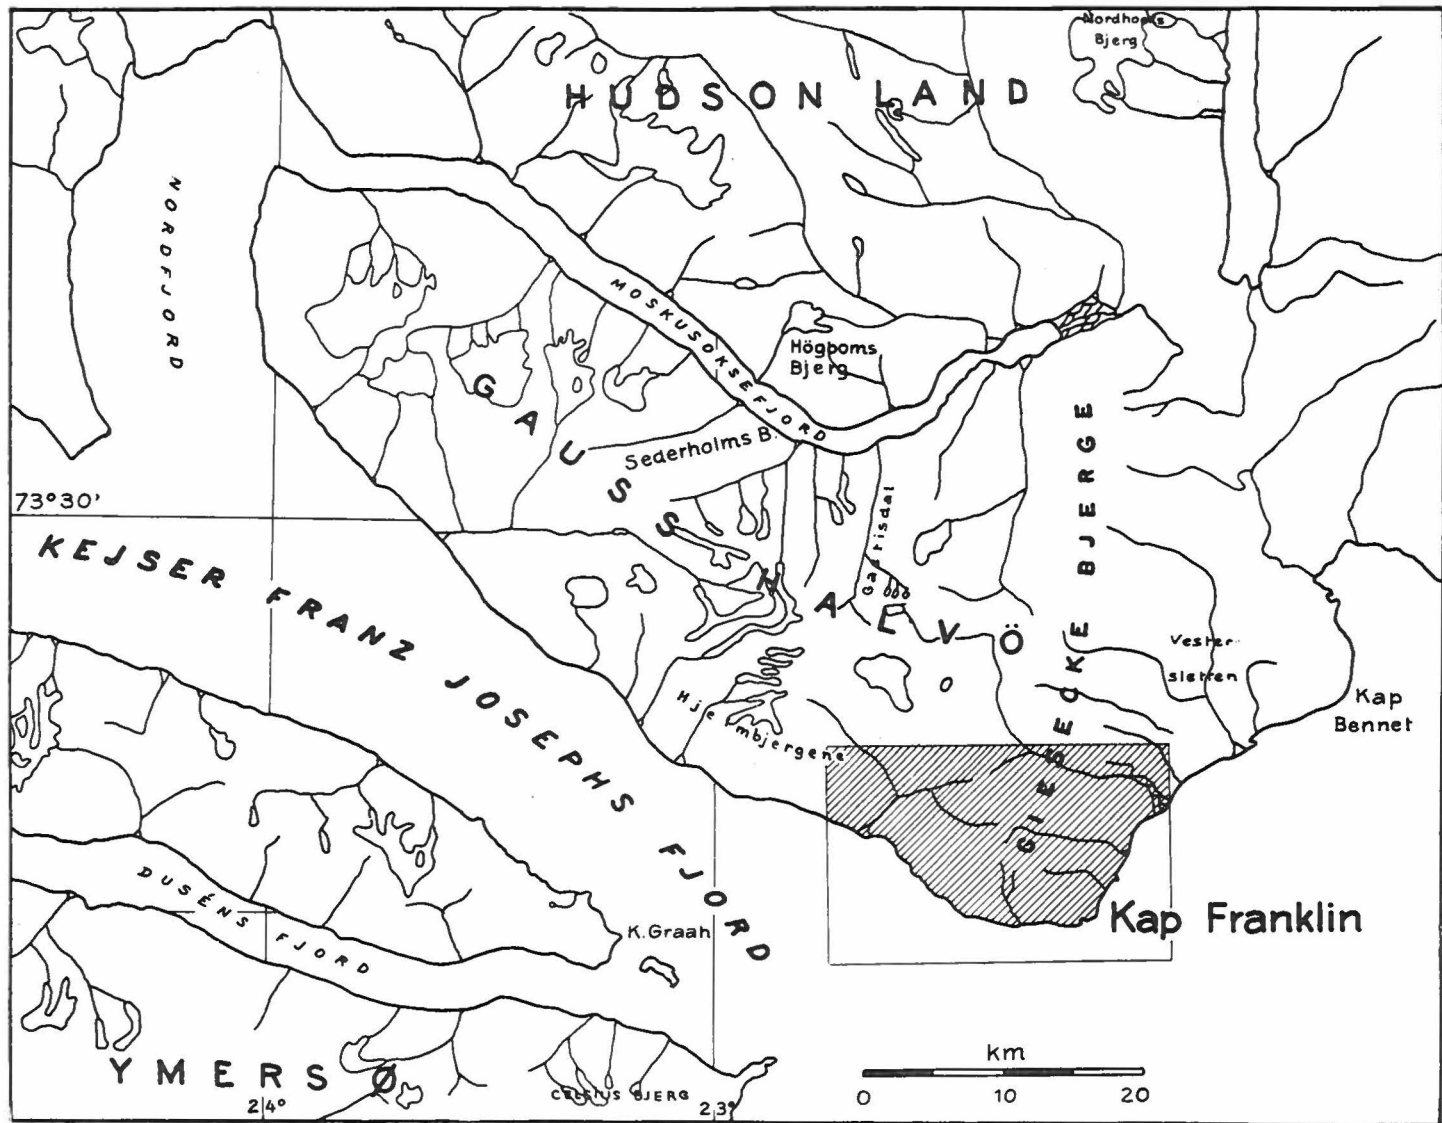 Nordhoeks
Bjerg
HUDSON LAND
NORDFJORD
MOSKUSOKSEFJORD
Högboms
Bjerg
GAUSS HALVÖ
Sederholms B.
73°30'
KEJSER FRANZ JOSEPHS FJORD
GIESECKE BJERGE
Vester
sletten
Kap
Bennet
Hjelmbjergene
DUSÉNS FJORD
K. Graah
Kap Franklin
YMERS Ø
CELSIUS BJERG
24°
23°
km
0 10 20